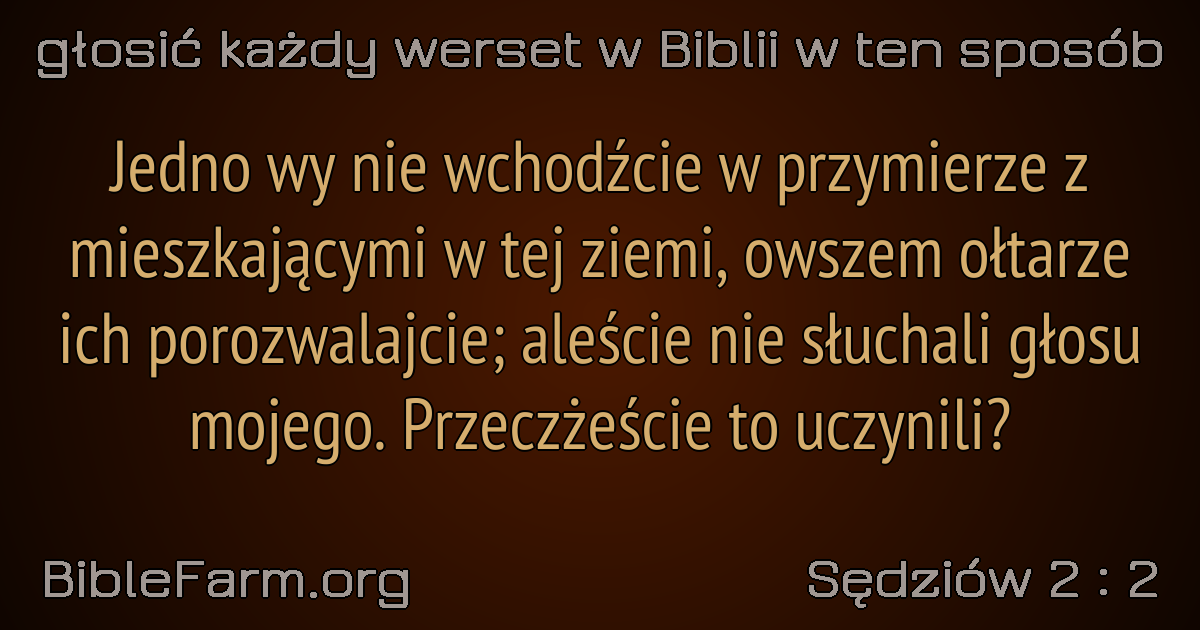 głosić każdy werset w Biblii w ten sposób
Jedno wy nie wchodźcie w przymierze z
mieszkającymi w tej ziemi, owszem ołtarze
ich porozwalajcie; aleście nie słuchali głosu
mojego. Przeczżeście to uczynili?
BibleFarm.org
Sędziów 2 : 2